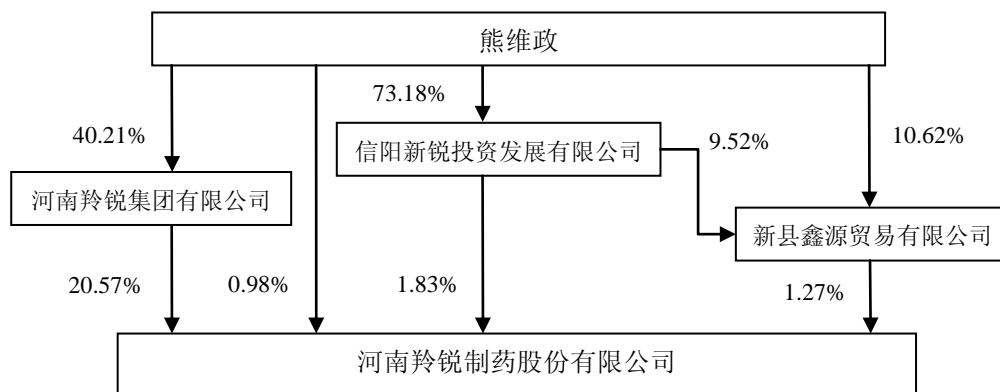 熊维政
73.18%
40.21%
信阳新锐投资发展有限公司
9.52%
10.62%
河南羚锐集团有限公司
新县鑫源贸易有限公司
20.57%
0.98%
1.83%
1.27%
河南羚锐制药股份有限公司